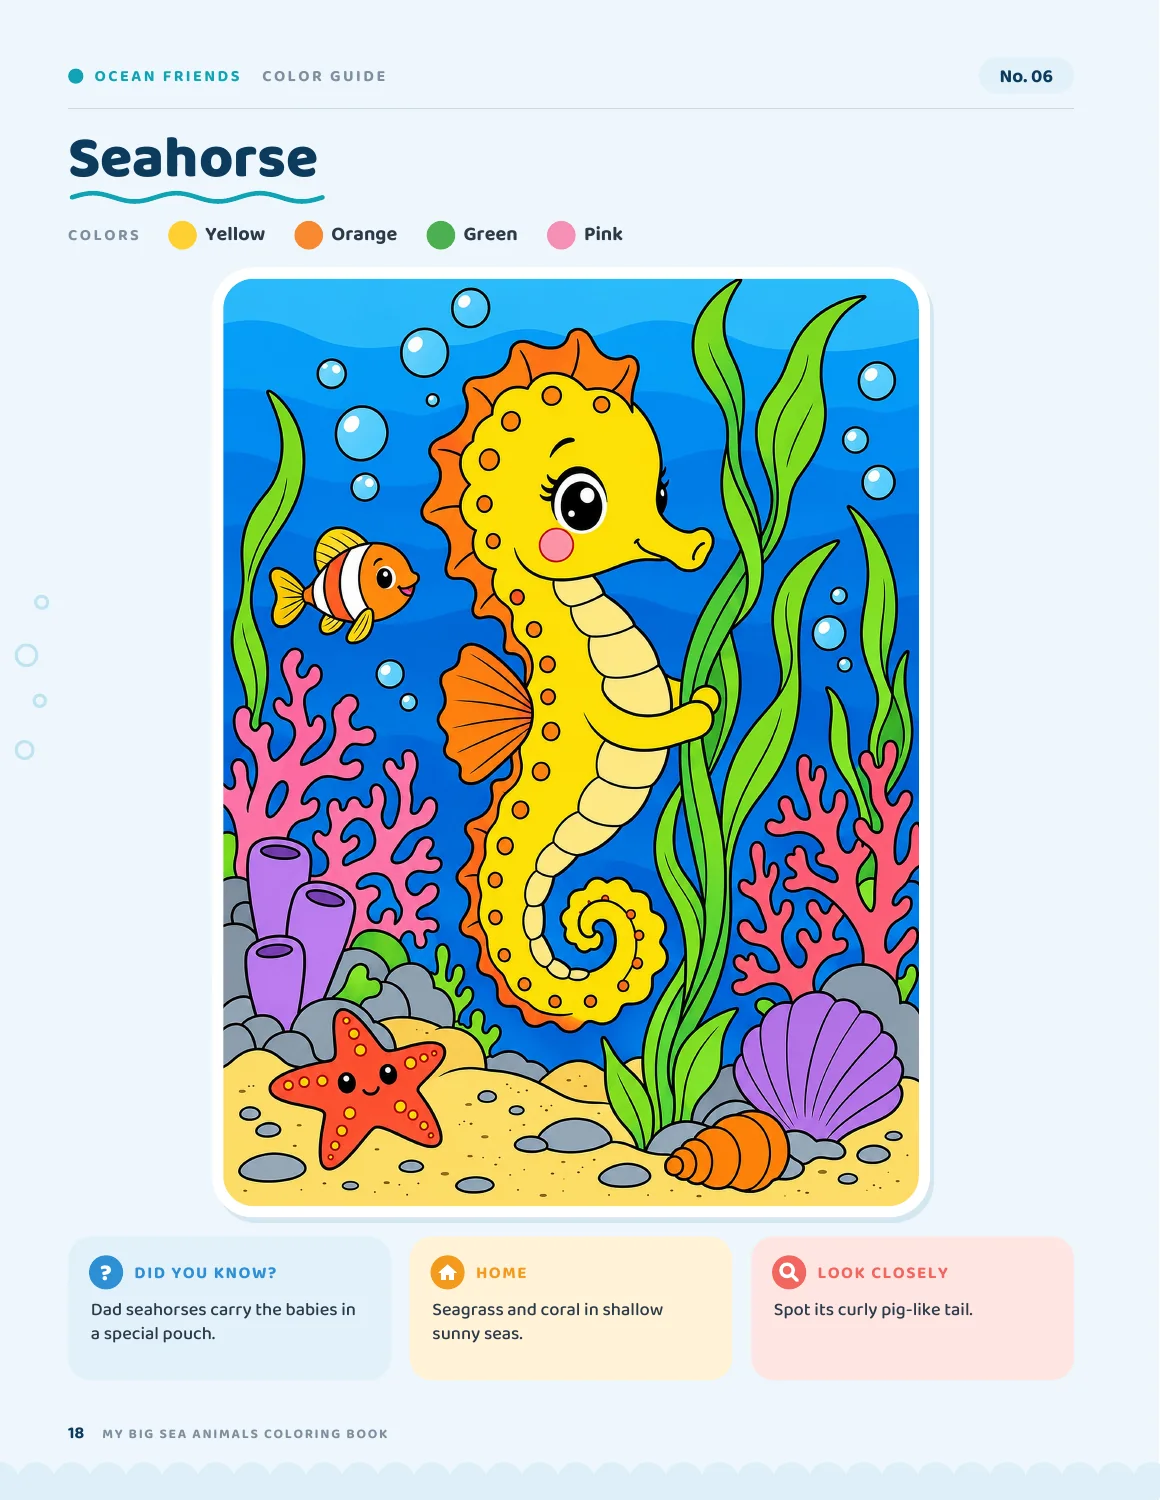 OCEAN FRIENDS COLOR GUIDE
No. 06
Seahorse
COLORS Yellow Orange Green Pink
? DID YOU KNOW?
Dad seahorses carry the babies in
a special pouch.
HOME
Seagrass and coral in shallow
sunny seas.
LOOK CLOSELY
Spot its curly pig-like tail.
18 MY BIG SEA ANIMALS COLORING BOOK